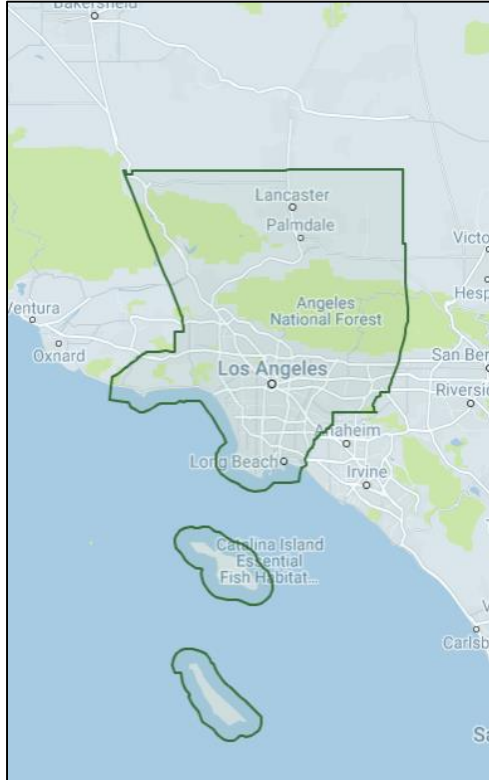 Bakersfield
Lancaster
Palmdale
Victo
Hesp
Angeles
National Forest
Ventura
Oxnard
Los Angeles
San Ber
Riversi
Anaheim
Long Beach
Irvine
Catalina Island
Essential
Fish Habitat...
Carlsb
Sa